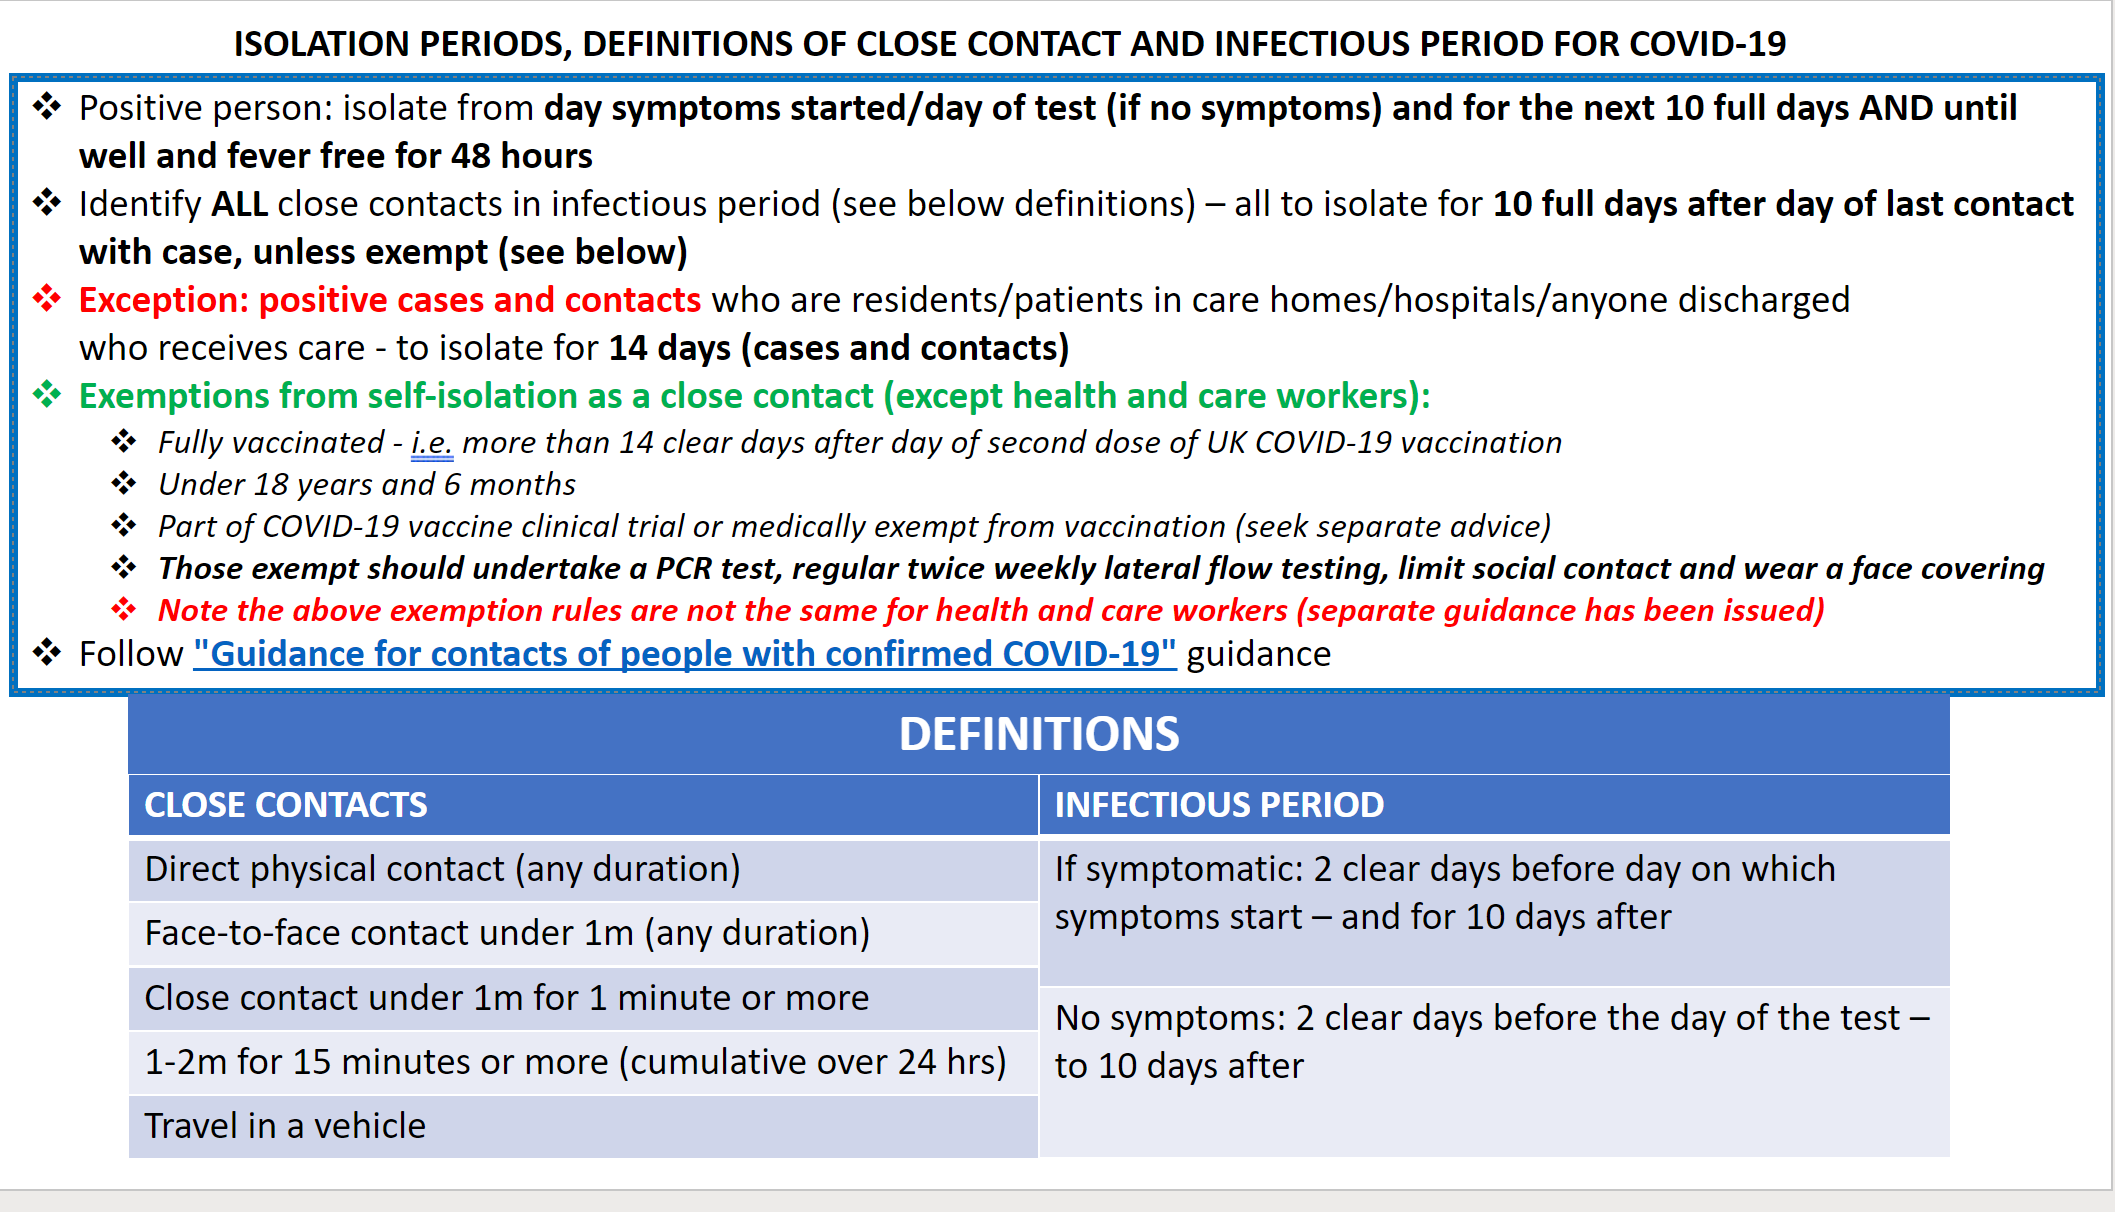 ISOLATION PERIODS, DEFINITIONS OF CLOSE CONTACT AND INFECTIOUS PERIOD FOR COVID-19
❖ Positive person: isolate from day symptoms started/day of test (if no symptoms) and for the next 10 full days AND until
well and fever free for 48 hours
❖ Identify ALL close contacts in infectious period (see below definitions) – all to isolate for 10 full days after day of last contact
with case, unless exempt (see below)
❖ Exception: positive cases and contacts who are residents/patients in care homes/hospitals/anyone discharged
who receives care - to isolate for 14 days (cases and contacts)
❖ Exemptions from self-isolation as a close contact (except health and care workers):
❖ Fully vaccinated - i.e. more than 14 clear days after day of second dose of UK COVID-19 vaccination
❖ Under 18 years and 6 months
❖ Part of COVID-19 vaccine clinical trial or medically exempt from vaccination (seek separate advice)
❖ Those exempt should undertake a PCR test, regular twice weekly lateral flow testing, limit social contact and wear a face covering
❖ Note the above exemption rules are not the same for health and care workers (separate guidance has been issued)
❖ Follow "Guidance for contacts of people with confirmed COVID-19" guidance
DEFINITIONS
CLOSE CONTACTS
Direct physical contact (any duration)
Face-to-face contact under 1m (any duration)
Close contact under 1m for 1 minute or more
1-2m for 15 minutes or more (cumulative over 24 hrs)
Travel in a vehicle
INFECTIOUS PERIOD
If symptomatic: 2 clear days before day on which
symptoms start – and for 10 days after
No symptoms: 2 clear days before the day of the test –
to 10 days after